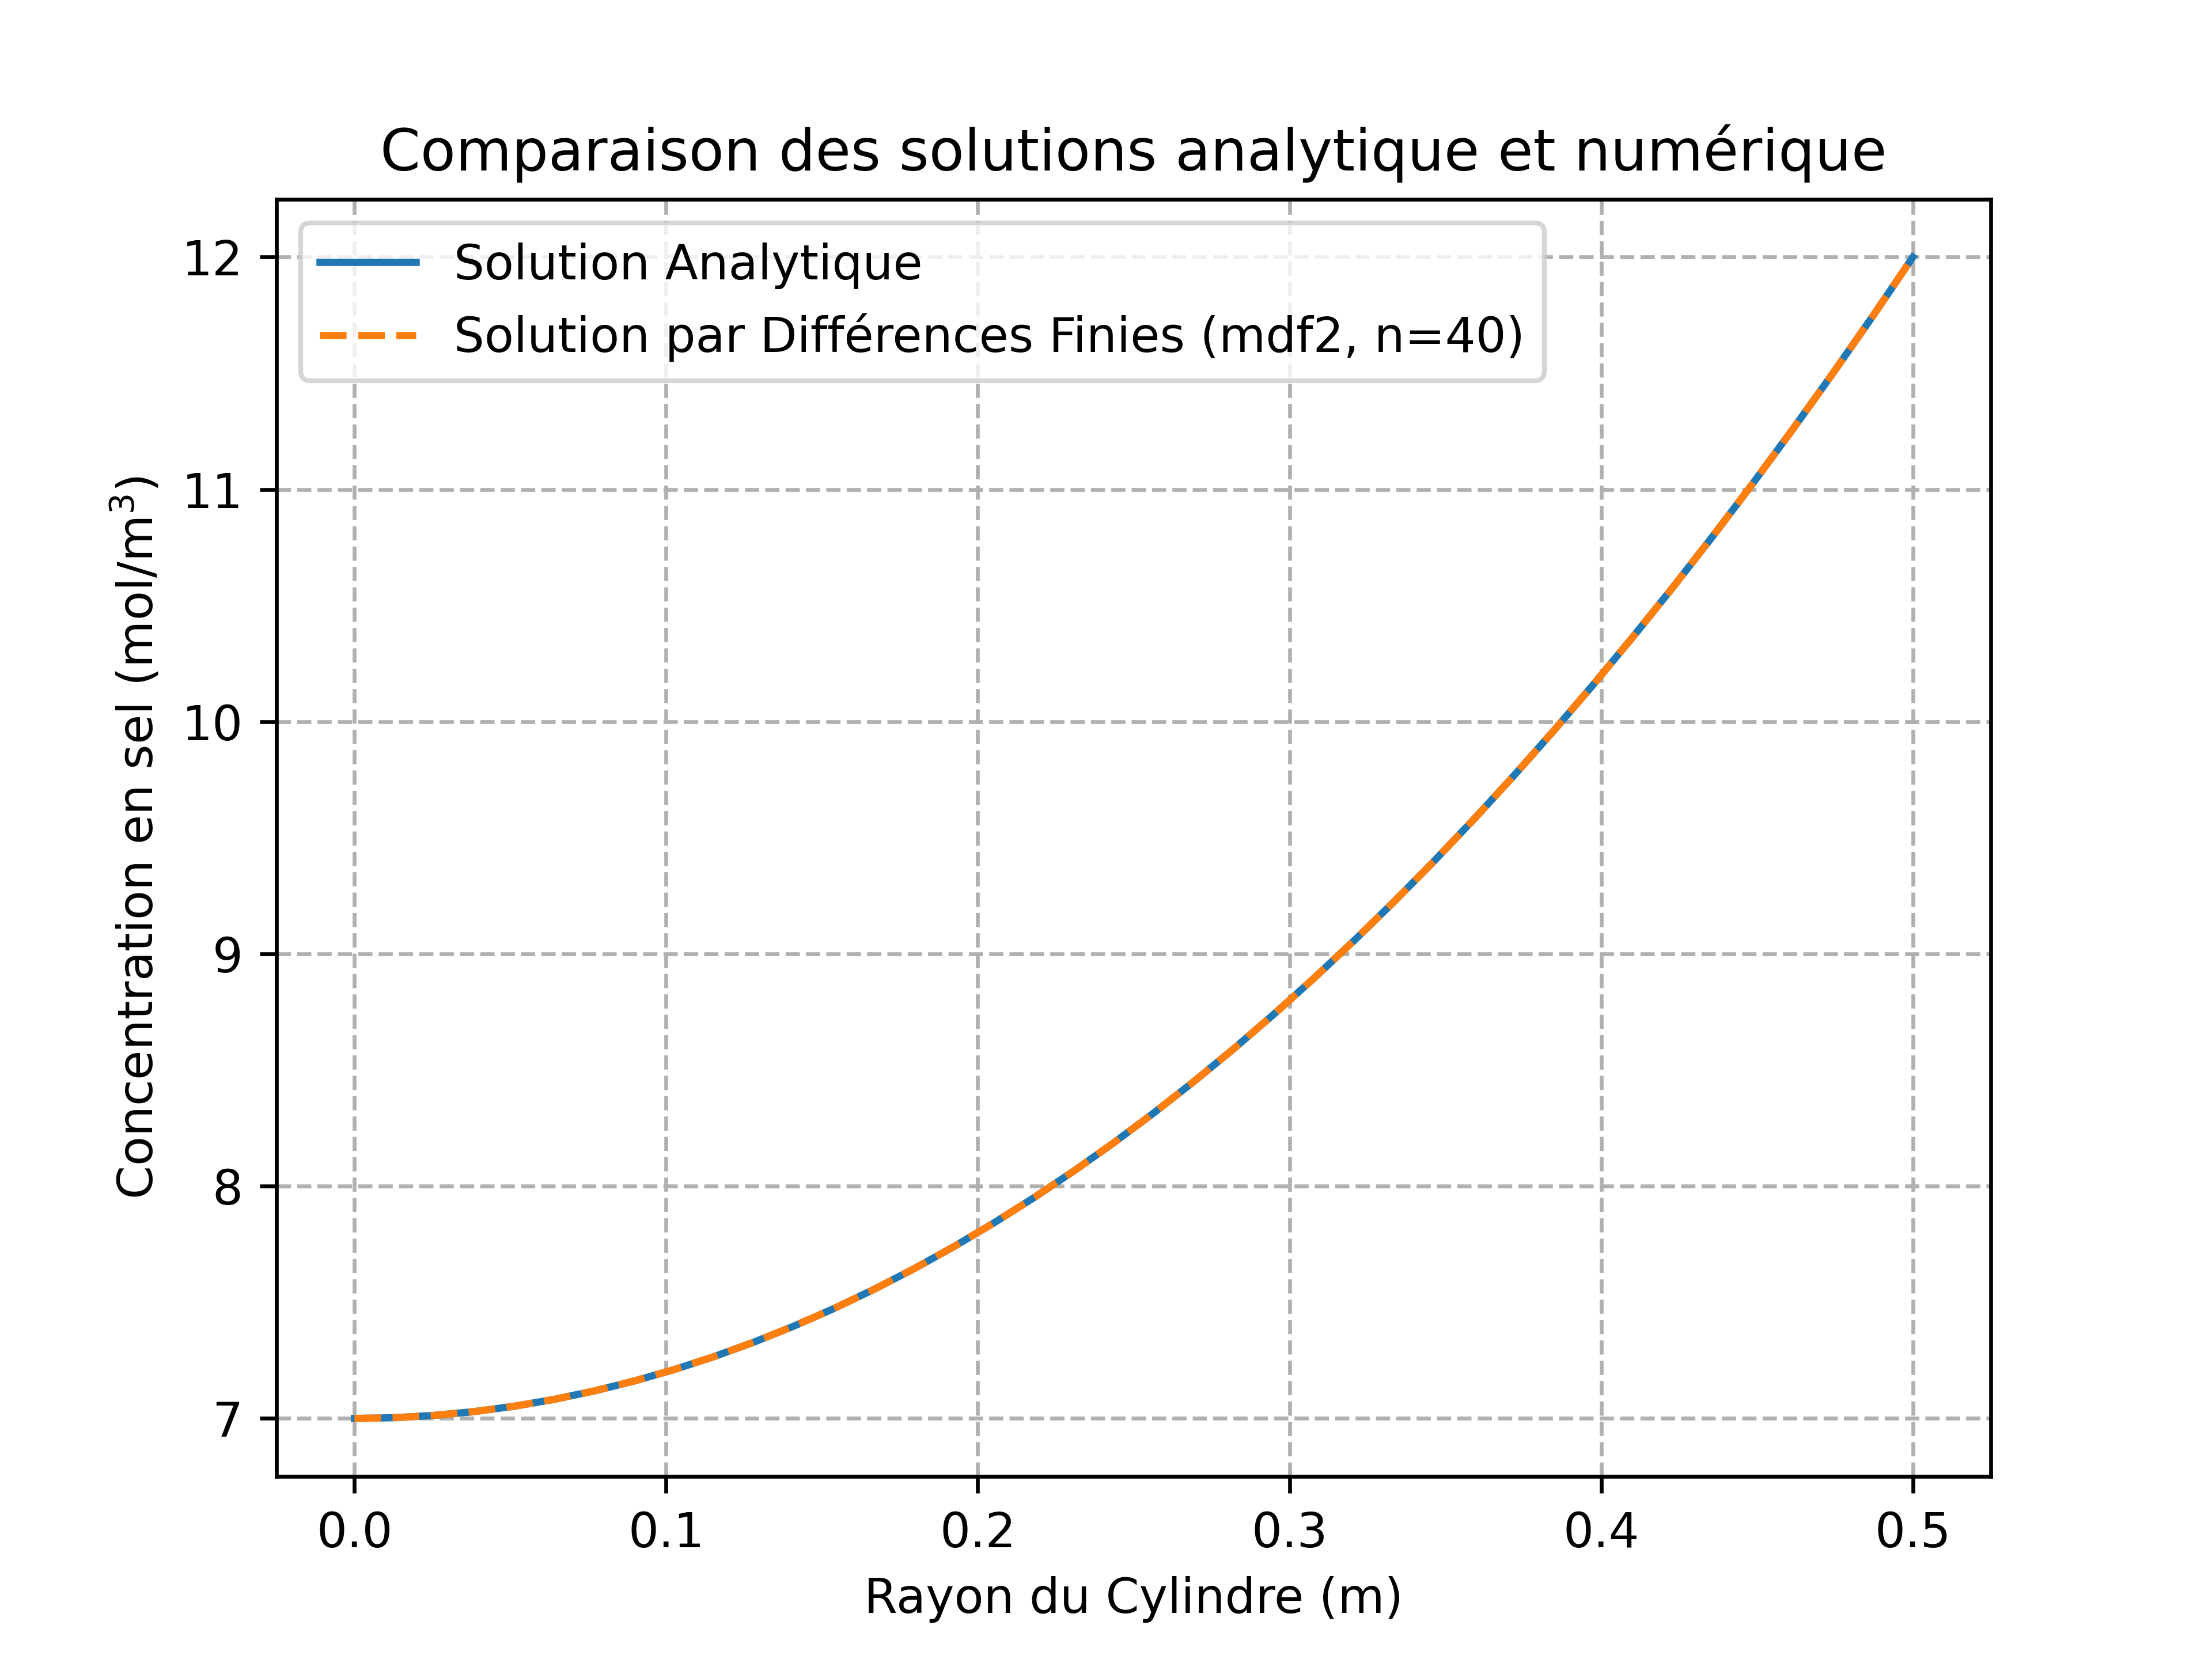 Comparaison des solutions analytique et numérique
Solution Analytique
Solution par Différences Finies (mdf2, n=40)
Concentration en sel (mol/m³)
12
11
10
9
8
7
0.0 0.1 0.2 0.3 0.4 0.5
Rayon du Cylindre (m)